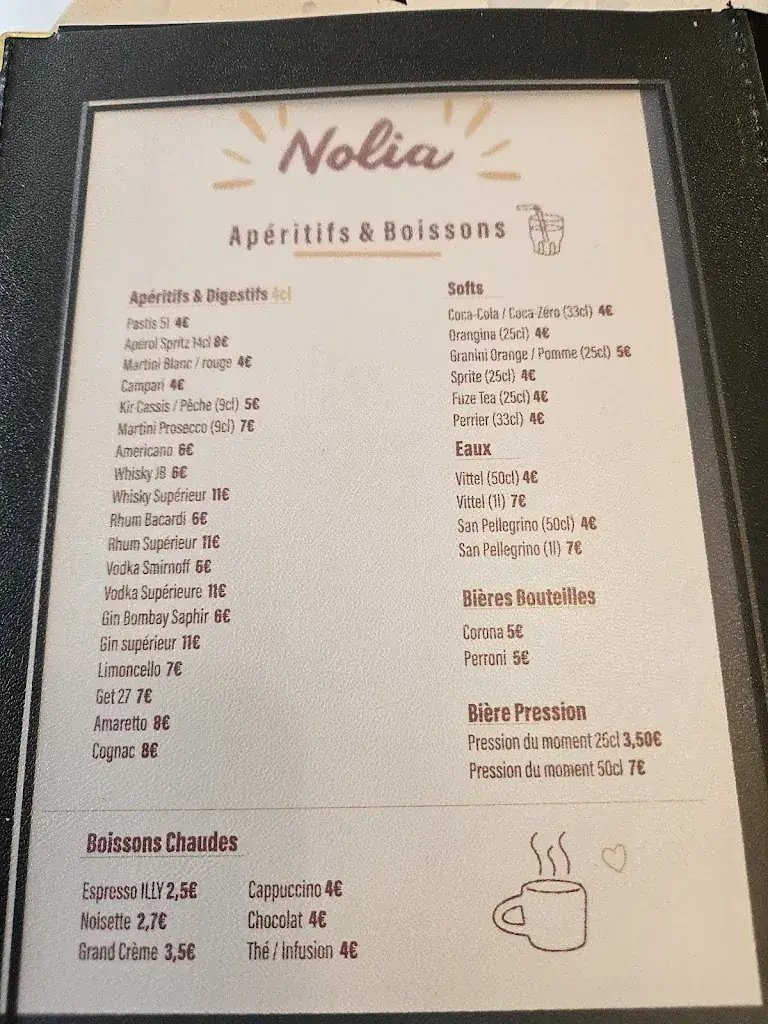 Nolia
Apéritifs & Boissons
Apéritifs & Digestifs 4cl
Pastis 51 4€
Apérol Spritz 14cl 8€
Martini Blanc / rouge 4€
Campari 4€
Kir Cassis / Pêche (9cl) 5€
Martini Prosecco (9cl) 7€
Americano 6€
Whisky JB 6€
Whisky Supérieur 11€
Rhum Bacardi 6€
Rhum Supérieur 11€
Vodka Smirnoff 6€
Vodka Supérieure 11€
Gin Bombay Saphir 6€
Gin supérieur 11€
Limoncello 7€
Get 27 7€
Amaretto 8€
Cognac 8€
Softs
Coca-Cola / Coca-Zéro (33cl) 4€
Orangina (25cl) 4€
Granini Orange / Pomme (25cl) 5€
Sprite (25cl) 4€
Fuze Tea (25cl) 4€
Perrier (33cl) 4€
Eaux
Vittel (50cl) 4€
Vittel (1l) 7€
San Pellegrino (50cl) 4€
San Pellegrino (1l) 7€
Bières Bouteilles
Corona 5€
Perroni 5€
Bière Pression
Pression du moment 25cl 3,50€
Pression du moment 50cl 7€
Boissons Chaudes
Espresso ILLY 2,5€
Noisette 2,7€
Grand Crème 3,5€
Cappuccino 4€
Chocolat 4€
Thé / Infusion 4€